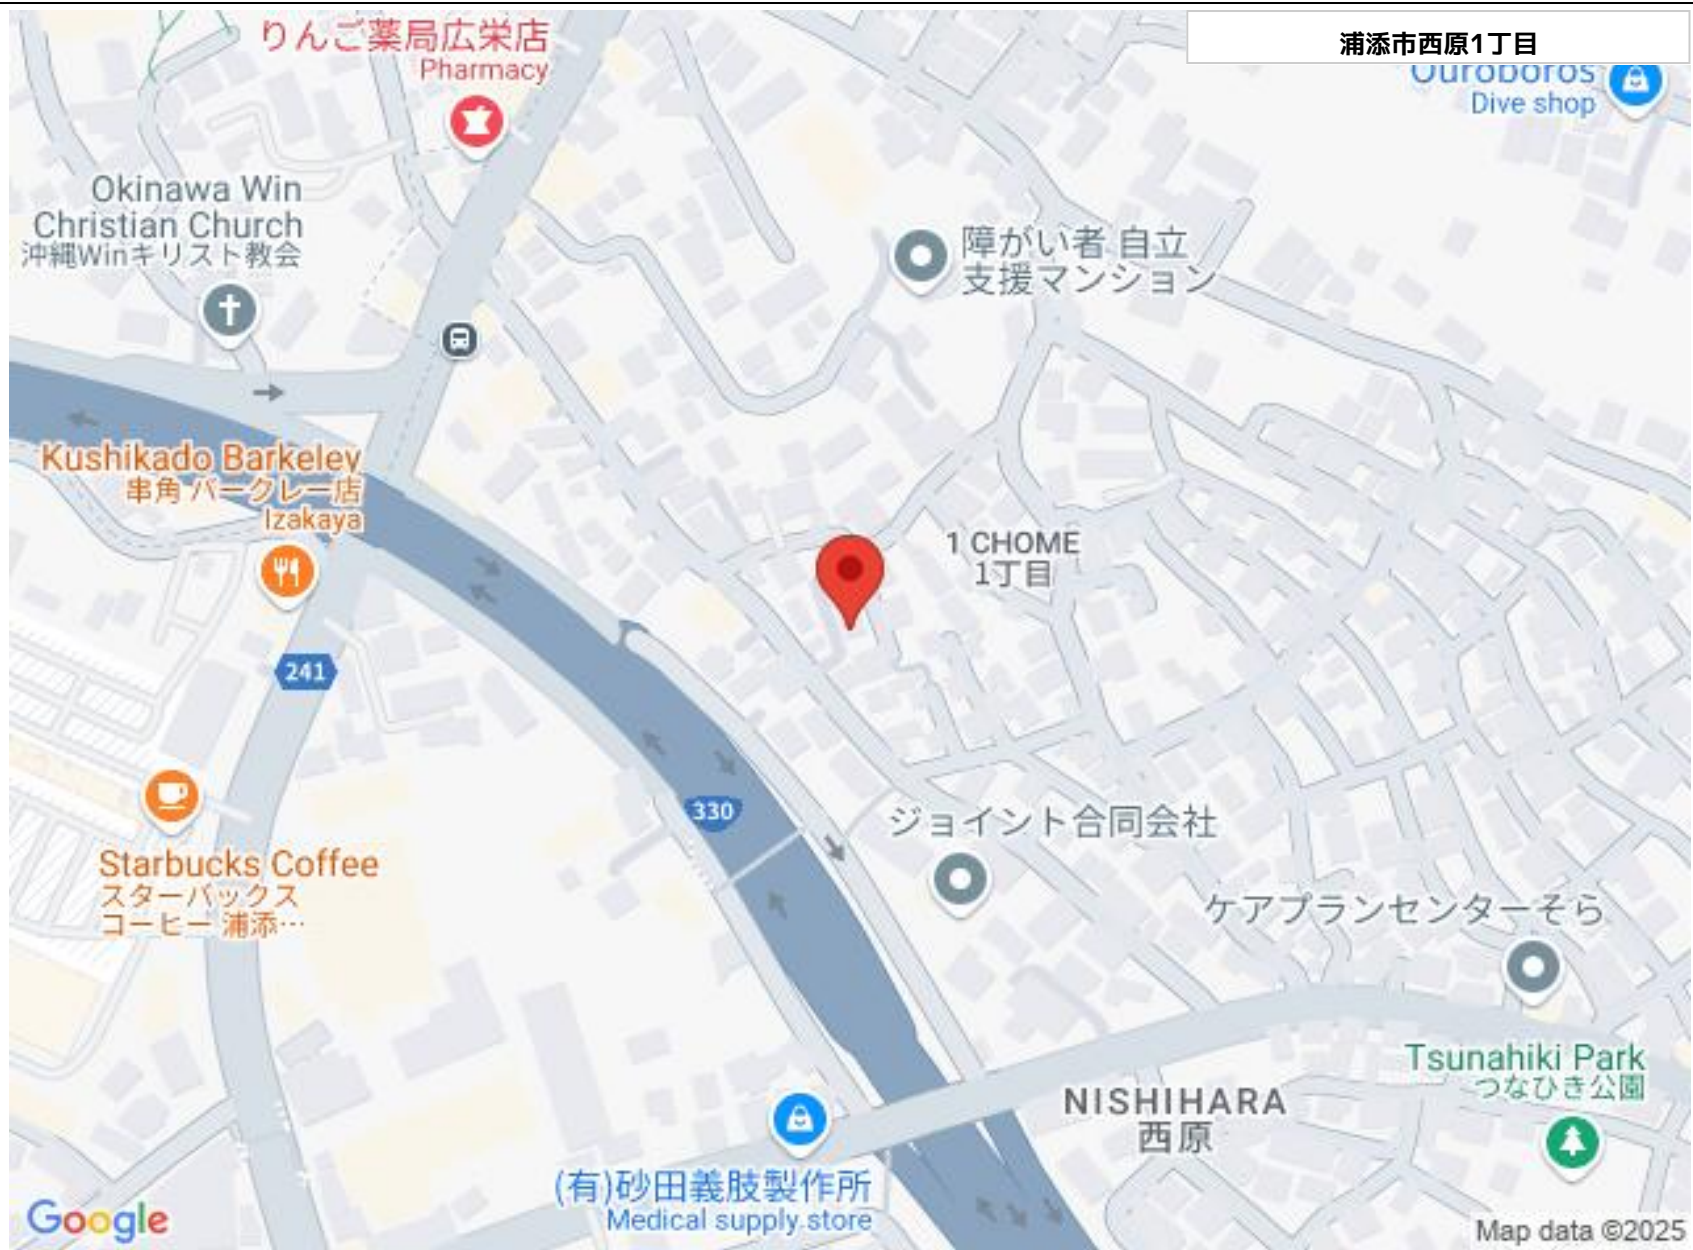 りんご薬局広栄店
Pharmacy
浦添市西原1丁目
Ouroboros
Dive shop
Okinawa Win
Christian Church
沖縄Winキリスト教会
障がい者 自立
支援マンション
Kushikado Barkeley
串角 バークレー店
Izakaya
1 CHOME
1丁目
241
330
Starbucks Coffee
スターバックス
コーヒー 浦添…
ジョイント合同会社
ケアプランセンターそら
Tsunahiki Park
つなひき公園
NISHIHARA
西原
(有)砂田義肢製作所
Medical supply store
Google
Map data ©2025